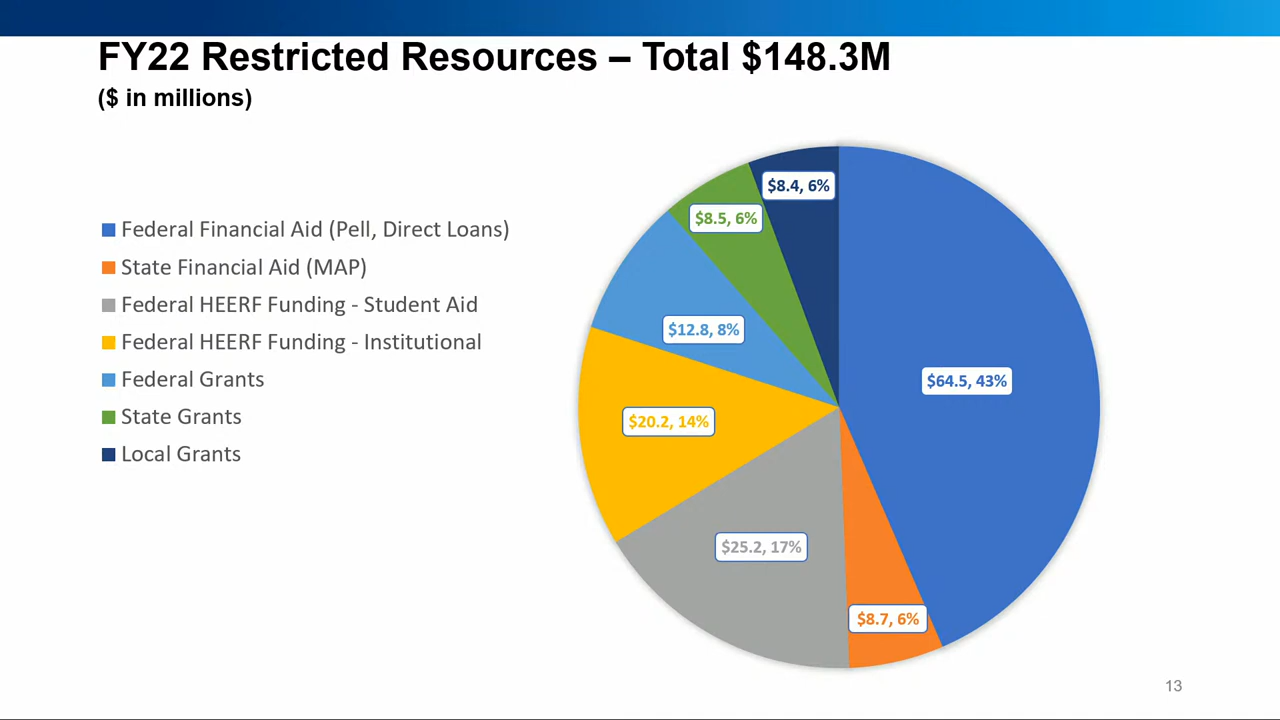 FY22 Restricted Resources – Total $148.3M
($ in millions)
Federal Financial Aid (Pell, Direct Loans)
State Financial Aid (MAP)
Federal HEERF Funding - Student Aid
Federal HEERF Funding - Institutional
Federal Grants
State Grants
Local Grants
$8.4, 6%
$8.5, 6%
$12.8, 8%
$64.5, 43%
$20.2, 14%
$25.2, 17%
$8.7, 6%
13